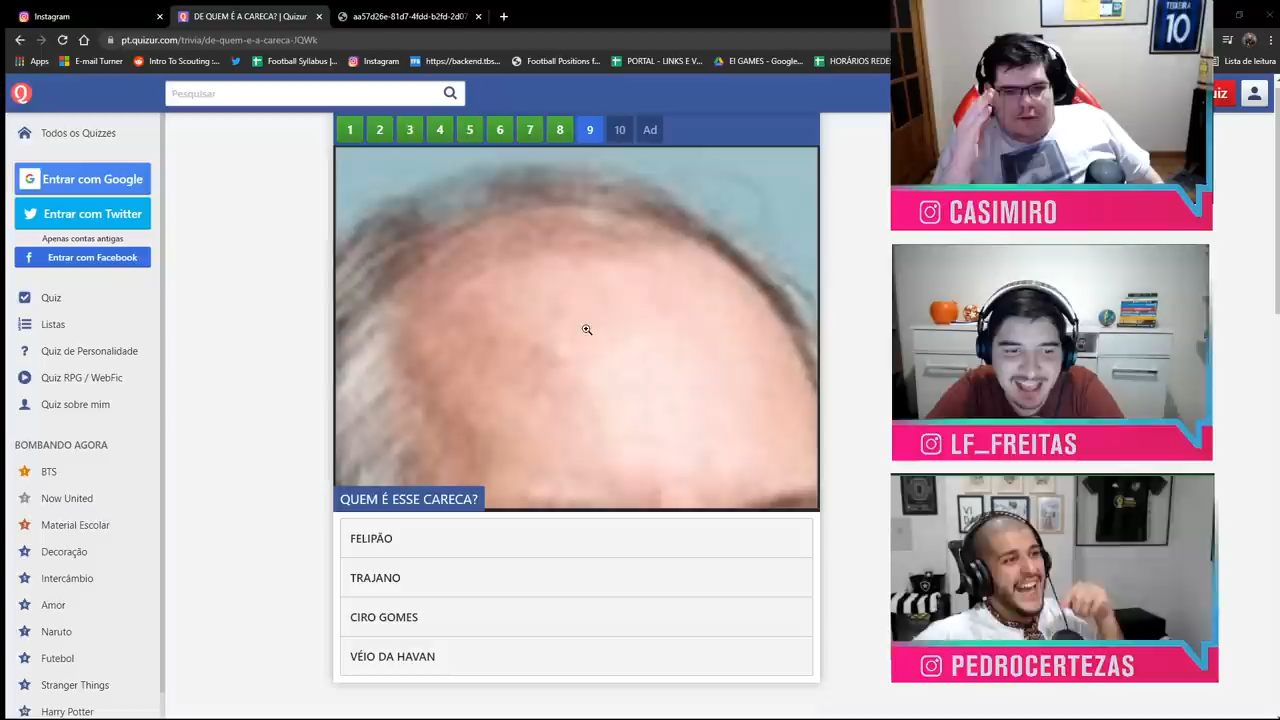 Instagram
DE QUEM É A CARECA? | Quizur
aa57d26e-81d7-4fdd-b2fd-2d07
pt.quizur.com/trivia/de-quem-e-a-careca-JQWk
Apps
E-mail Turner
Intro To Scouting :...
Football Syllabus |...
Instagram
https://backenclubs...
Football Positions +...
PORTAL - LINKS E V...
EI GAMES - Google...
HORÁRIOS REDES
Lista de leitura
Q
Pesquisar
iz
Todos os Quizzes
Entrar com Google
Entrar com Twitter
Apenas contas antigas
Entrar com Facebook
Quiz
Listas
Quiz de Personalidade
Quiz RPG / WebFic
Quiz sobre mim
BOMBANDO AGORA
BTS
Now United
Material Escolar
Decoração
Intercâmbio
Amor
Naruto
Futebol
Stranger Things
Harry Potter
1 2 3 4 5 6 7 8 9 10 Ad
QUEM É ESSE CARECA?
FELIPÃO
TRAJANO
CIRO GOMES
VÉIO DA HAVAN
TEIXEIRA
10
CASIMIRO
LF_FREITAS
PEDROCERTEZAS